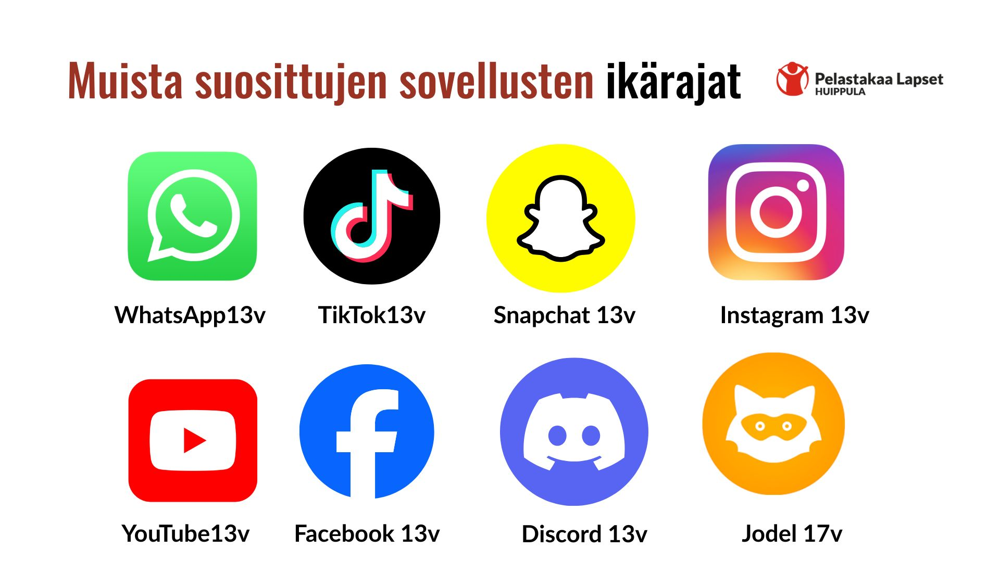 Muista suosittujen sovellusten ikärajat
Pelastakaa Lapset
HUIPPULA
WhatsApp13v
TikTok13v
Snapchat 13v
Instagram 13v
YouTube13v
Facebook 13v
Discord 13v
Jodel 17v